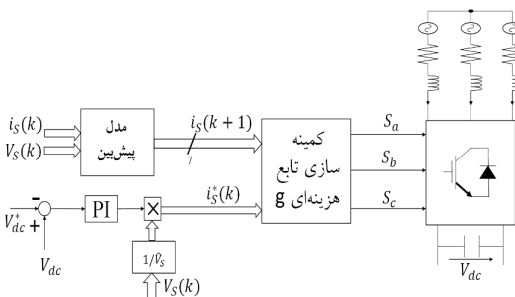 i_S(k)
V_S(k)
مدل
پیش‌بین
i_S(k+1)
7
کمینه
سازی تابع
هزینه‌ای g
S_a
S_b
S_c
-
V_dc^*
+
PI
×
i_S^*(k)
V_dc
1/V̂_S
V_S(k)
V_dc